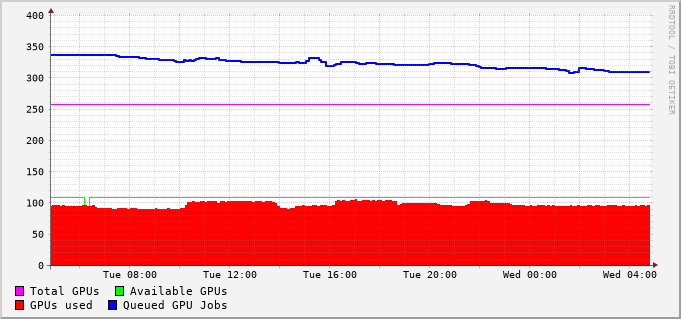 RRDTOOL / TOBI OETIKER
400
350
300
250
200
150
100
50
0
Tue 08:00 Tue 12:00 Tue 16:00 Tue 20:00 Wed 00:00 Wed 04:00
Total GPUs Available GPUs
GPUs used Queued GPU Jobs